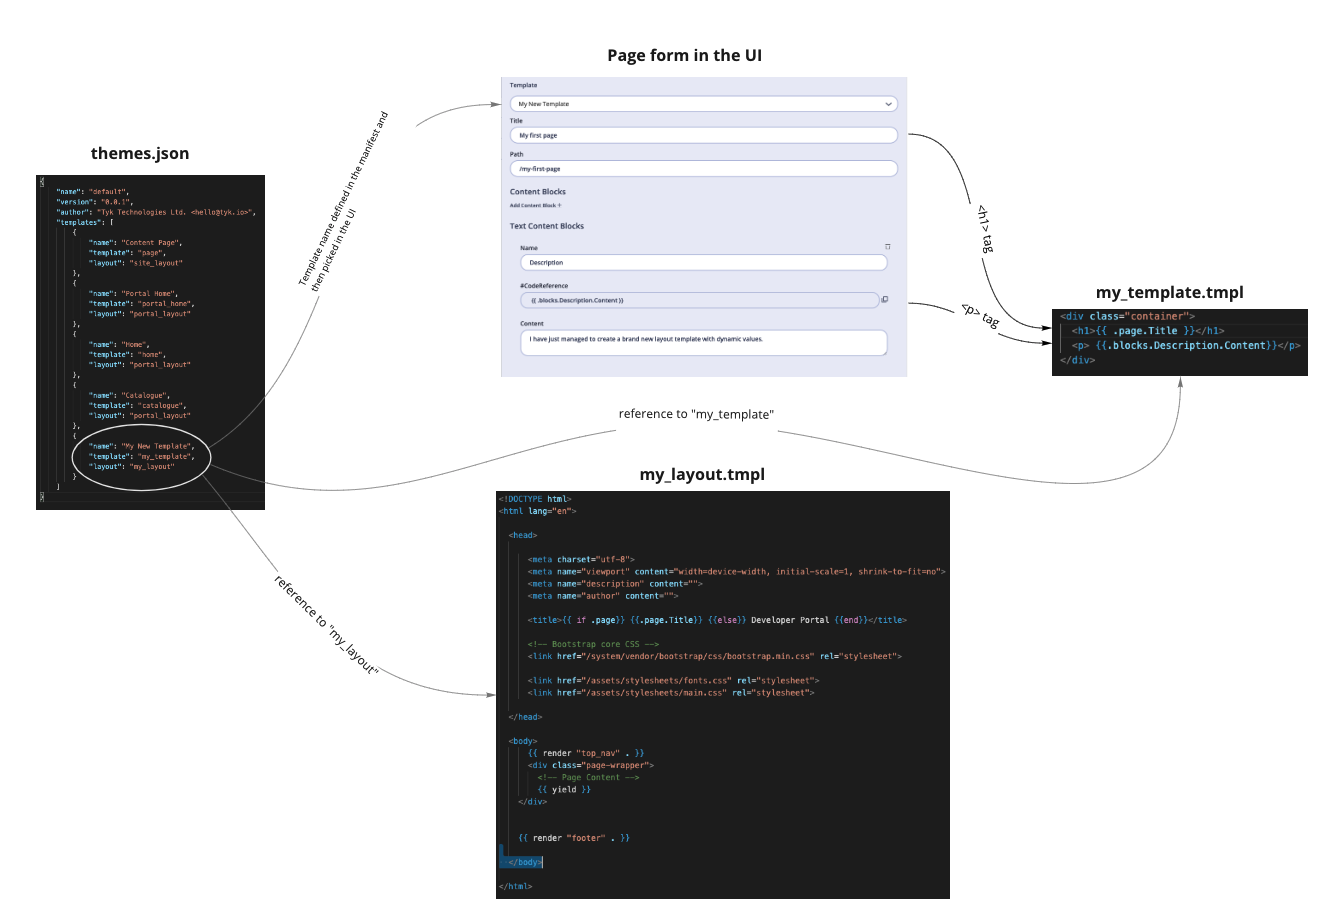 Page form in the UI
Template
My New Template
Title
My first page
Path
/my-first-page
Content Blocks
Add Content Block +
Text Content Blocks
Name
Description
#CodeReference
{{ .blocks.Description.Content }}
Content
I have just managed to create a brand new layout template with dynamic values.
themes.json
"name": "default",
"version": "0.0.1",
"author": "Tyk Technologies Ltd. <hello@tyk.io>",
"templates": [
{
"name": "Content Page",
"template": "page",
"layout": "site_layout"
},
{
"name": "Portal Home",
"template": "portal_home",
"layout": "portal_layout"
},
{
"name": "Home",
"template": "home",
"layout": "portal_layout"
},
{
"name": "Catalogue",
"template": "catalogue",
"layout": "portal_layout"
},
{
"name": "My New Template",
"template": "my_template",
"layout": "my_layout"
}
]
Template name defined in the manifest and
then picked in the UI
<h1> tag
<p> tag
my_template.tmpl
<div class="container">
<h1>{{ .page.Title }}</h1>
<p> {{.blocks.Description.Content}}</p>
</div>
reference to "my_template"
reference to "my_layout"
my_layout.tmpl
<!DOCTYPE html>
<html lang="en">
<head>
<meta charset="utf-8">
<meta name="viewport" content="width=device-width, initial-scale=1, shrink-to-fit=no">
<meta name="description" content="">
<meta name="author" content="">
<title>{{ if .page}} {{.page.Title}} {{else}} Developer Portal {{end}}</title>
<!-- Bootstrap core CSS -->
<link href="/system/vendor/bootstrap/css/bootstrap.min.css" rel="stylesheet">
<link href="/assets/stylesheets/fonts.css" rel="stylesheet">
<link href="/assets/stylesheets/main.css" rel="stylesheet">
</head>
<body>
{{ render "top_nav" . }}
<div class="page-wrapper">
<!-- Page Content -->
{{ yield }}
</div>
{{ render "footer" . }}
</body>
</html>